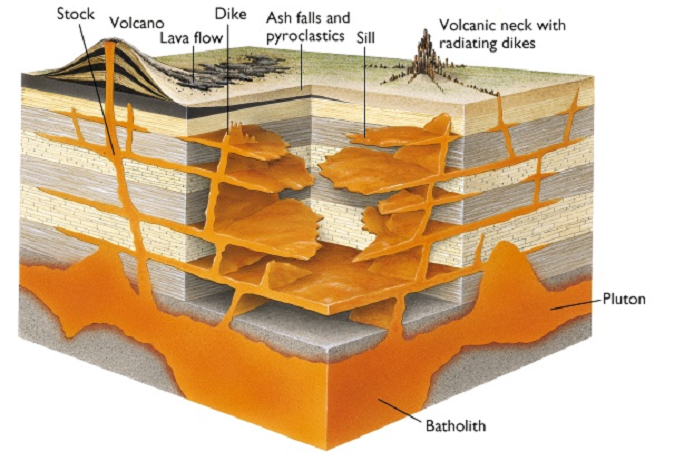 Stock
Volcano
Lava flow
Dike
Ash falls and
pyroclastics
Sill
Volcanic neck with
radiating dikes
Pluton
Batholith